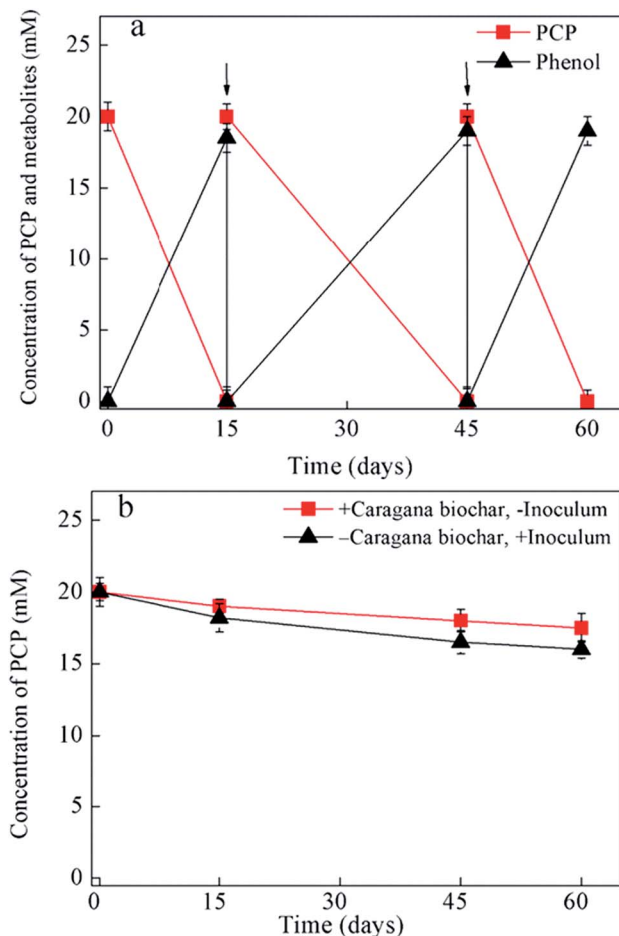 a
PCP
Phenol
Concentration of PCP and metabolites (mM)
25
20
15
10
5
0
0
15
30
45
60
Time (days)
b
+Caragana biochar, -Inoculum
–Caragana biochar, +Inoculum
Concentration of PCP (mM)
25
20
15
10
5
0
0
15
30
45
60
Time (days)